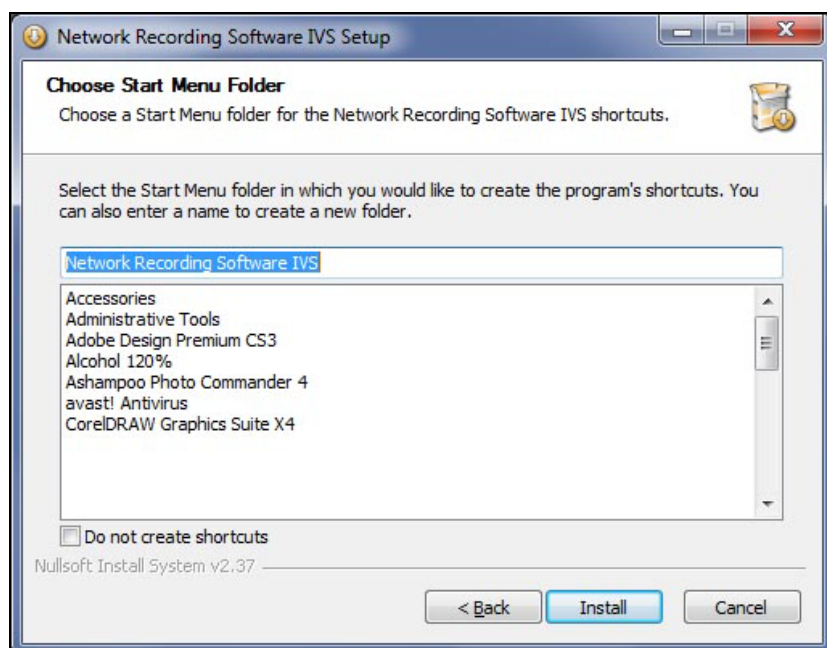 Network Recording Software IVS Setup
Choose Start Menu Folder
Choose a Start Menu folder for the Network Recording Software IVS shortcuts.
Select the Start Menu folder in which you would like to create the program's shortcuts. You
can also enter a name to create a new folder.
Network Recording Software IVS
Accessories
Administrative Tools
Adobe Design Premium CS3
Alcohol 120%
Ashampoo Photo Commander 4
avast! Antivirus
CorelDRAW Graphics Suite X4
Do not create shortcuts
Nullsoft Install System v2.37
< Back Install Cancel